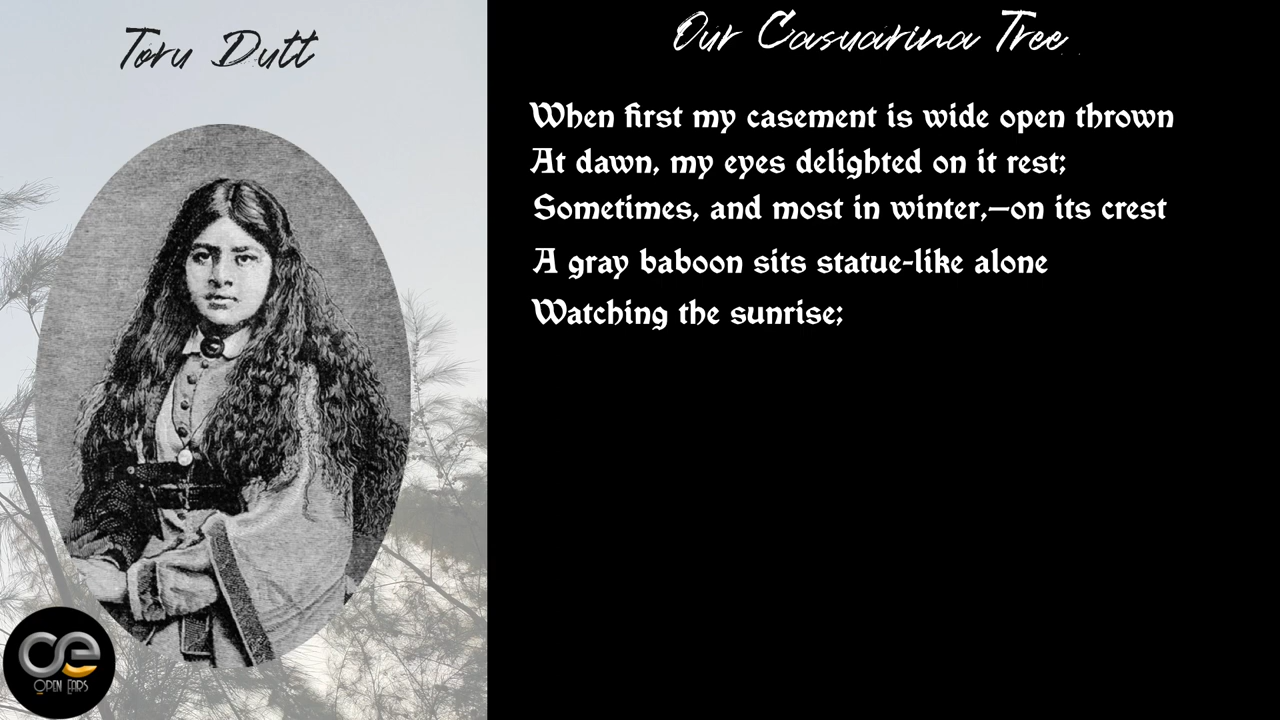 Toru Dutt
Our Casuarina Tree
When first my casement is wide open thrown
At dawn, my eyes delighted on it rest;
Sometimes, and most in winter,—on its crest
A gray baboon sits statue-like alone
Watching the sunrise;
oe
OPEN EARS